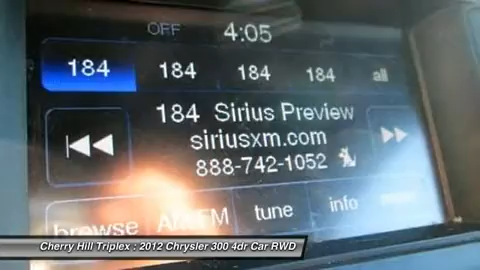 OFF 4:05
184 184 184 184 all
184 Sirius Preview
siriusxm.com
888-742-1052
browse AM/FM tune info
Cherry Hill Triplex : 2012 Chrysler 300 4dr Car RWD